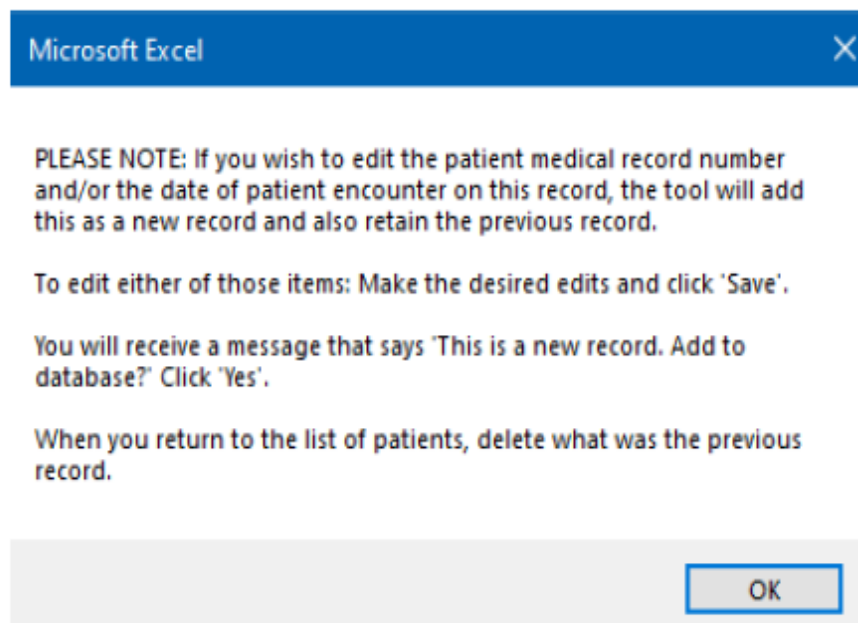 Microsoft Excel
PLEASE NOTE: If you wish to edit the patient medical record number
and/or the date of patient encounter on this record, the tool will add
this as a new record and also retain the previous record.
To edit either of those items: Make the desired edits and click 'Save'.
You will receive a message that says 'This is a new record. Add to
database?' Click 'Yes'.
When you return to the list of patients, delete what was the previous
record.
OK